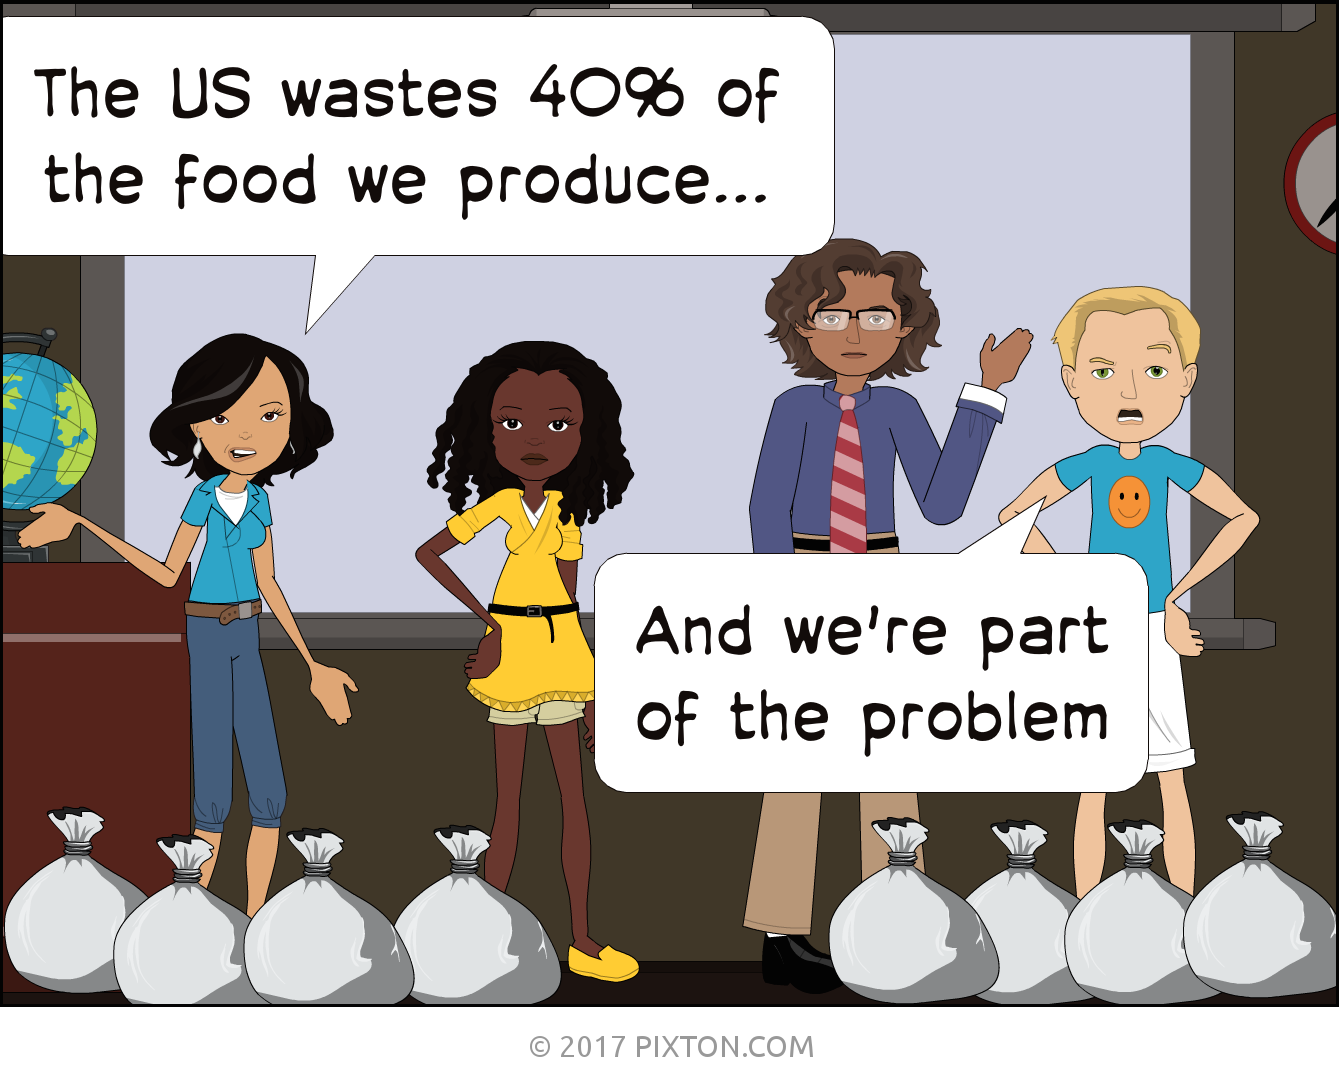 The US wastes 40% of
the food we produce...
And we're part
of the problem
© 2017 PIXTON.COM